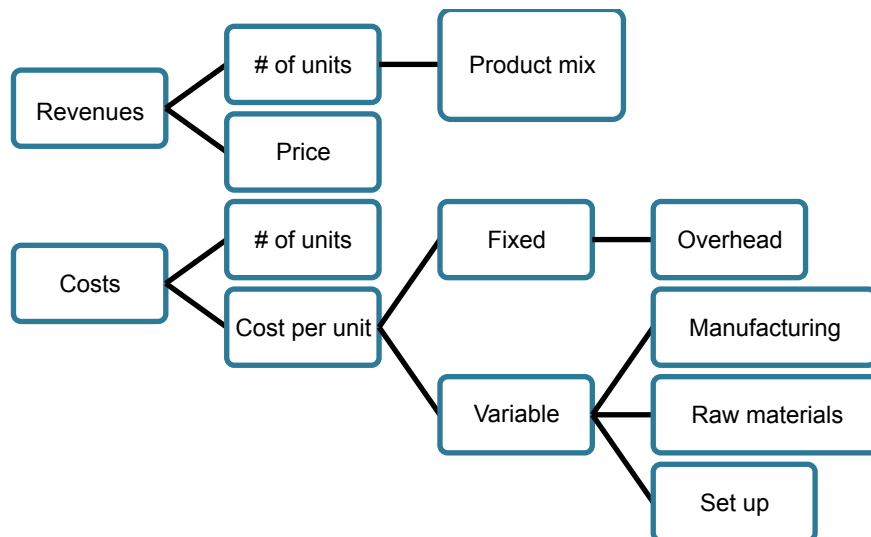 Revenues
# of units
Product mix
Price
Costs
# of units
Cost per unit
Fixed
Overhead
Variable
Manufacturing
Raw materials
Set up